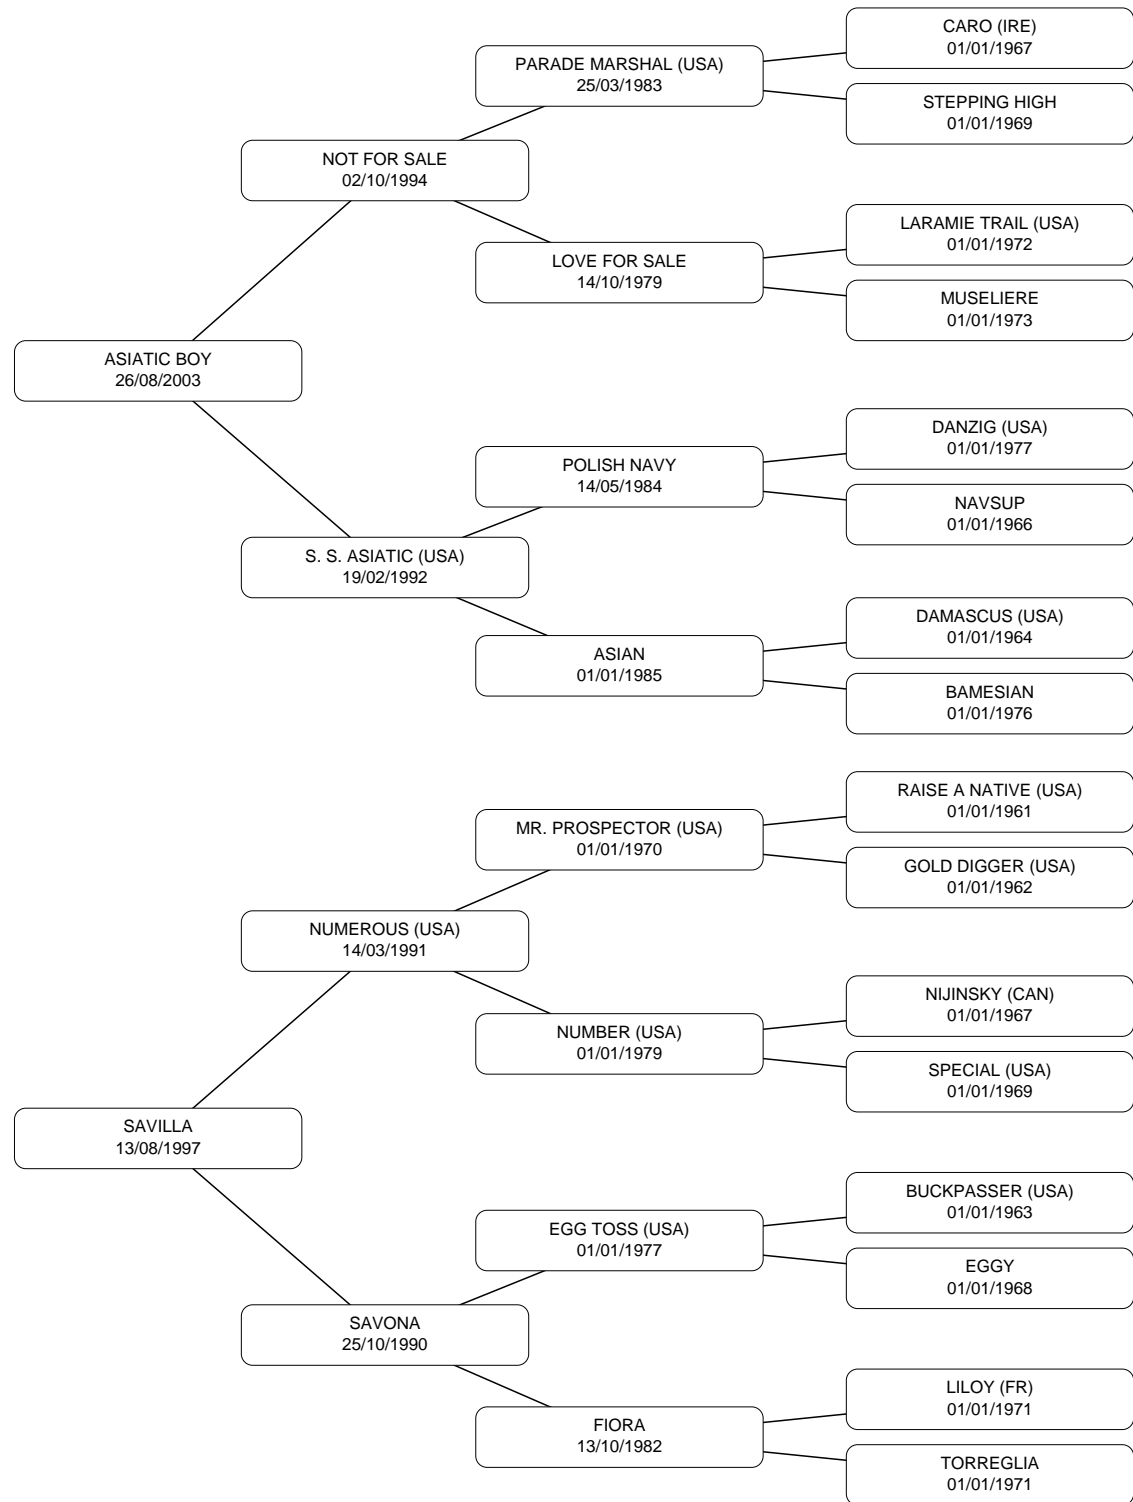 CARO (IRE)
01/01/1967
PARADE MARSHAL (USA)
25/03/1983
STEPPING HIGH
01/01/1969
NOT FOR SALE
02/10/1994
LARAMIE TRAIL (USA)
01/01/1972
LOVE FOR SALE
14/10/1979
MUSELIERE
01/01/1973
ASIATIC BOY
26/08/2003
DANZIG (USA)
01/01/1977
POLISH NAVY
14/05/1984
NAVSUP
01/01/1966
S. S. ASIATIC (USA)
19/02/1992
DAMASCUS (USA)
01/01/1964
ASIAN
01/01/1985
BAMESIAN
01/01/1976
RAISE A NATIVE (USA)
01/01/1961
MR. PROSPECTOR (USA)
01/01/1970
GOLD DIGGER (USA)
01/01/1962
NUMEROUS (USA)
14/03/1991
NIJINSKY (CAN)
01/01/1967
NUMBER (USA)
01/01/1979
SPECIAL (USA)
01/01/1969
SAVILLA
13/08/1997
BUCKPASSER (USA)
01/01/1963
EGG TOSS (USA)
01/01/1977
EGGY
01/01/1968
SAVONA
25/10/1990
LILOY (FR)
01/01/1971
FIORA
13/10/1982
TORREGLIA
01/01/1971